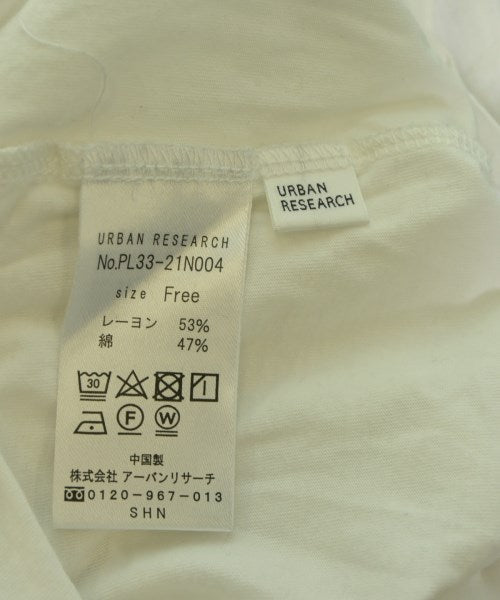 URBAN RESEARCH
No.PL33-21N004
size Free
レーヨン 53%
綿 47%
30
F W
中国製
株式会社 アーバンリサーチ
0120-967-013
SHN
URBAN
RESEARCH